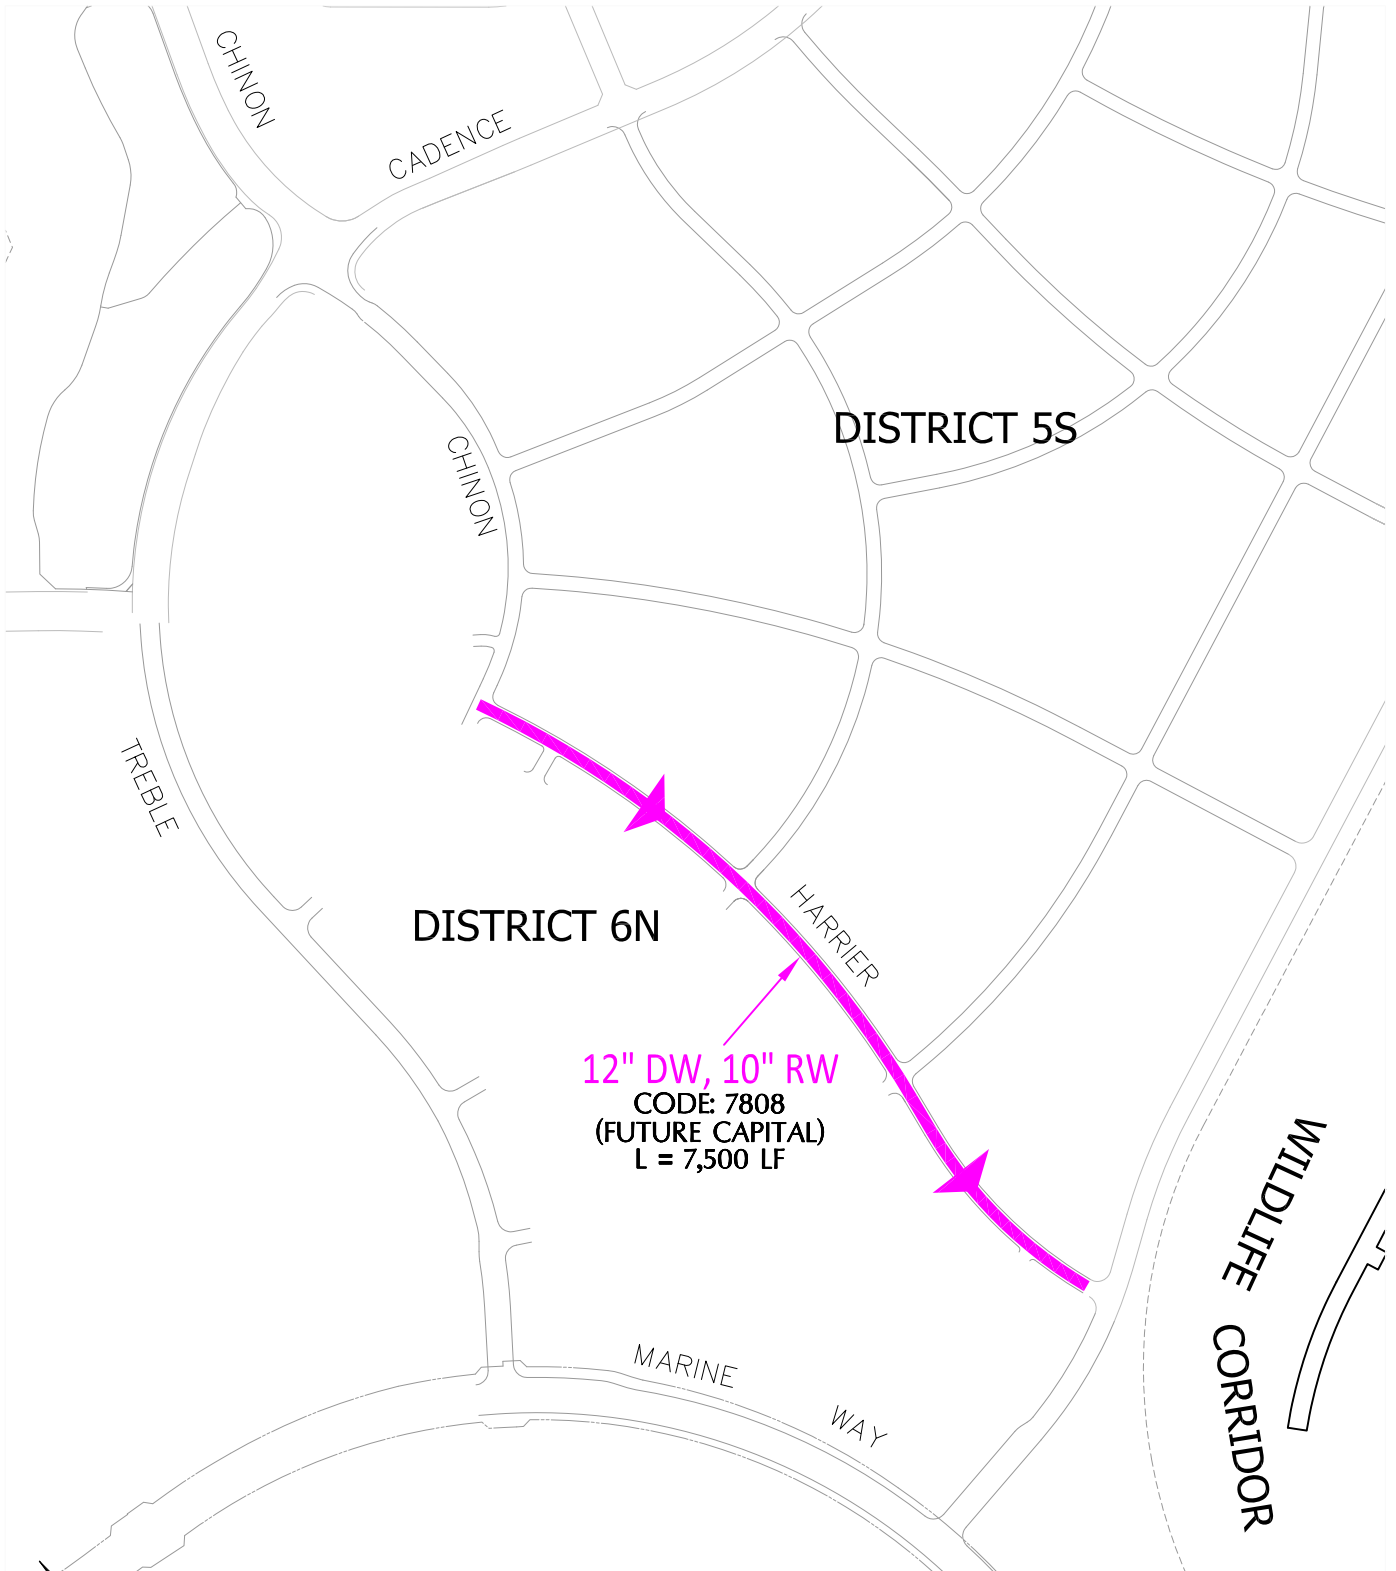 CHINON
CADENCE
DISTRICT 5S
CHINON
TREBLE
HARRIER
DISTRICT 6N
12" DW, 10" RW
CODE: 7808
(FUTURE CAPITAL)
L = 7,500 LF
WILDLIFE CORRIDOR
MARINE WAY